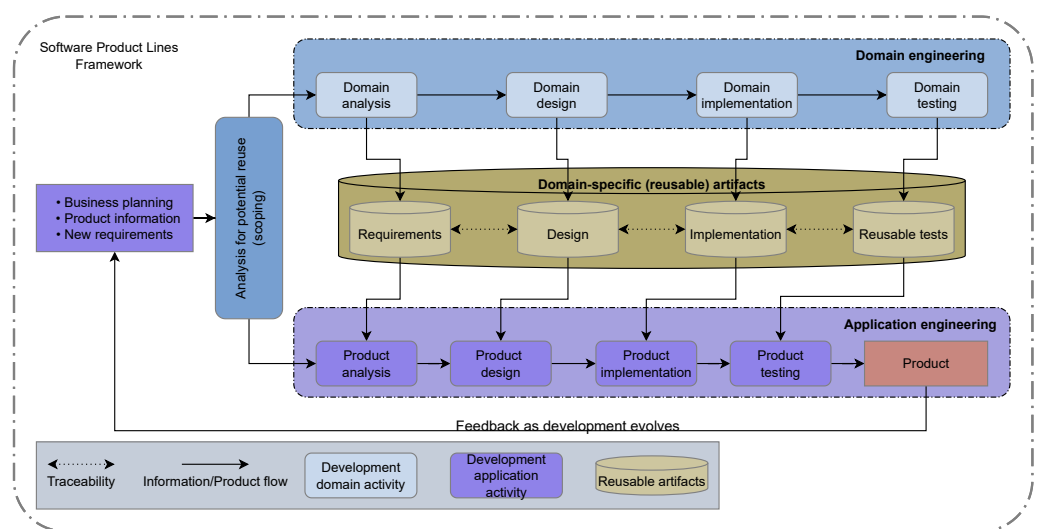 Software Product Lines
Framework
Domain engineering
Domain
analysis
Domain
design
Domain
implementation
Domain
testing
Analysis for potential reuse
(scoping)
• Business planning
• Product information
• New requirements
Domain-specific (reusable) artifacts
Requirements
Design
Implementation
Reusable tests
Application engineering
Product
analysis
Product
design
Product
implementation
Product
testing
Product
Feedback as development evolves
Traceability
Information/Product flow
Development
domain activity
Development
application
activity
Reusable artifacts